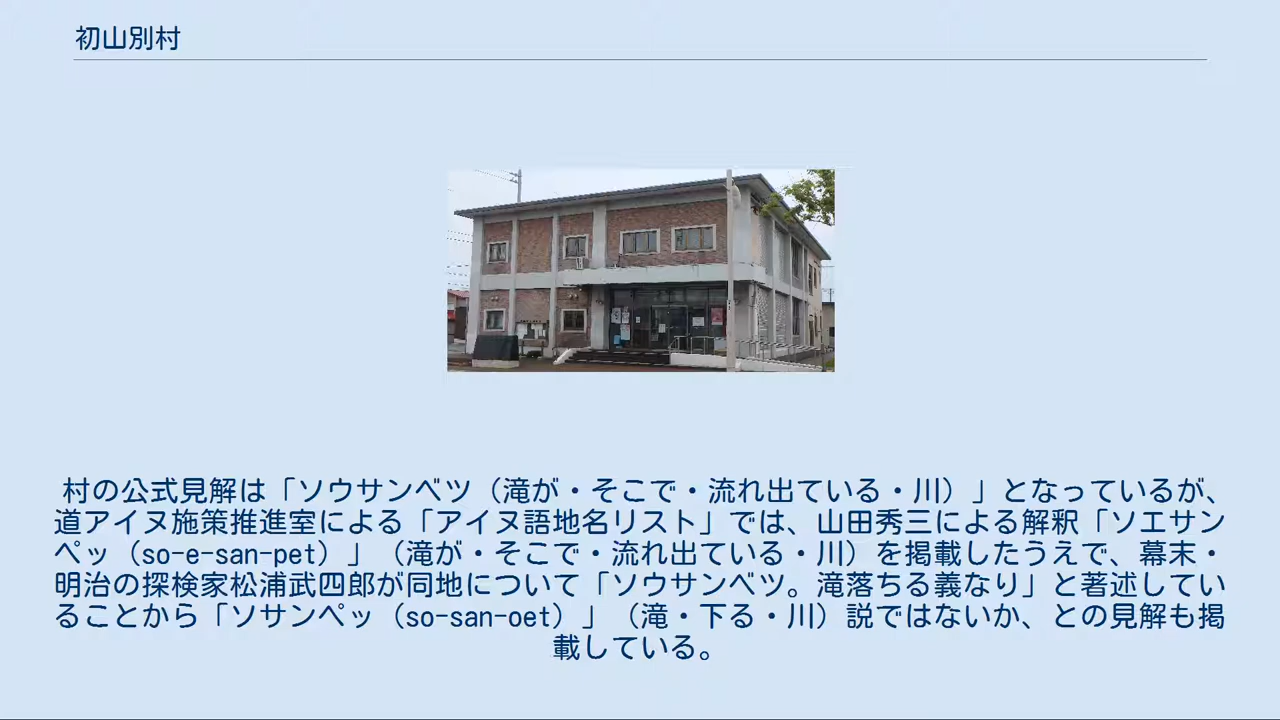 初山別村
村の公式見解は「ソウサンベツ（滝が・そこで・流れ出ている・川）」となっているが、
道アイヌ施策推進室による「アイヌ語地名リスト」では、山田秀三による解釈「ソエサン
ペッ（so-e-san-pet）」（滝が・そこで・流れ出ている・川）を掲載したうえで、幕末・
明治の探検家松浦武四郎が同地について「ソウサンベツ。滝落ちる義なり」と著述してい
ることから「ソサンペッ（so-san-oet）」（滝・下る・川）説ではないか、との見解も掲
載している。